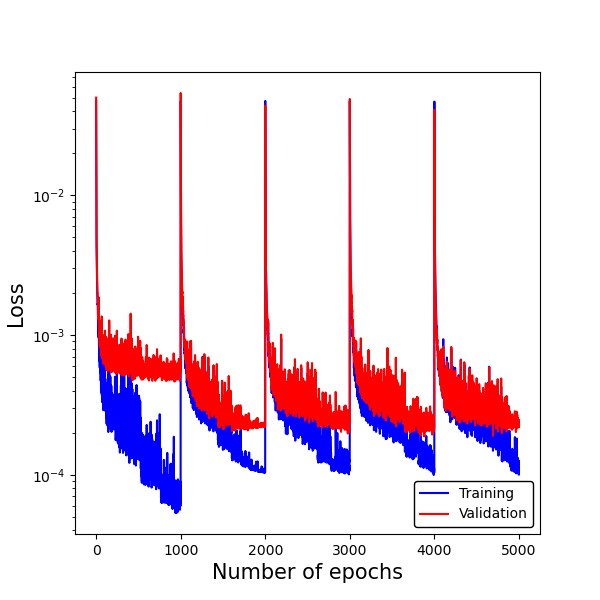 Loss
10⁻²
10⁻³
10⁻⁴
0 1000 2000 3000 4000 5000
Number of epochs
Training
Validation